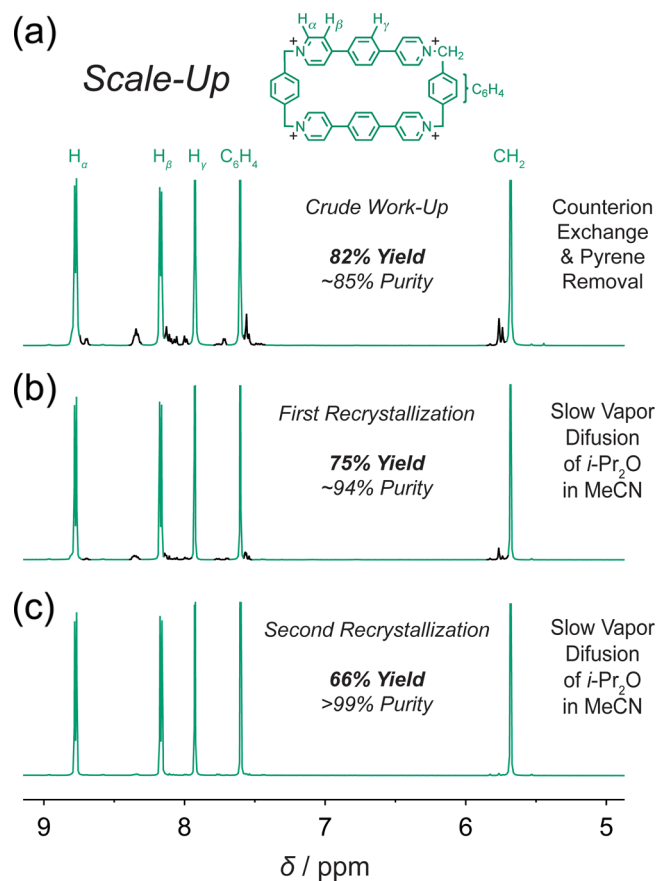 (a)
Scale-Up
Hα
Hβ
Hγ
+N
N+
CH2
C6H4
N+
N+
Hα
Hβ
Hγ
C6H4
CH2
Crude Work-Up
82% Yield
~85% Purity
Counterion
Exchange
& Pyrene
Removal
(b)
First Recrystallization
75% Yield
~94% Purity
Slow Vapor
Difusion
of i-Pr2O
in MeCN
(c)
Second Recrystallization
66% Yield
>99% Purity
Slow Vapor
Difusion
of i-Pr2O
in MeCN
9 8 7 6 5
δ / ppm